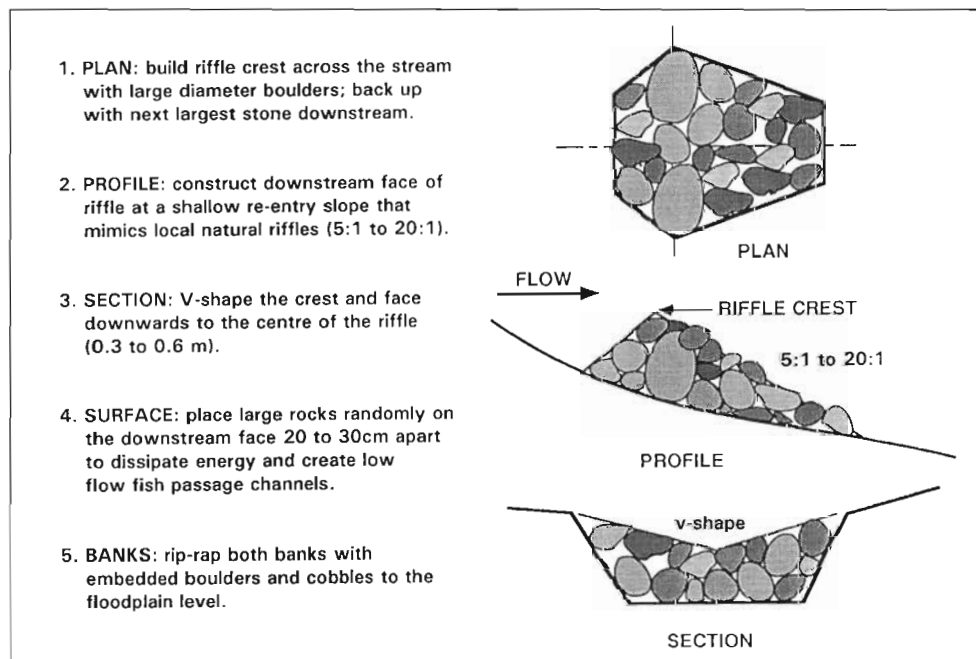 1. PLAN: build riffle crest across the stream
with large diameter boulders; back up
with next largest stone downstream.
2. PROFILE: construct downstream face of
riffle at a shallow re-entry slope that
mimics local natural riffles (5:1 to 20:1).
3. SECTION: V-shape the crest and face
downwards to the centre of the riffle
(0.3 to 0.6 m).
4. SURFACE: place large rocks randomly on
the downstream face 20 to 30cm apart
to dissipate energy and create low
flow fish passage channels.
5. BANKS: rip-rap both banks with
embedded boulders and cobbles to the
floodplain level.
PLAN
FLOW
RIFFLE CREST
5:1 to 20:1
PROFILE
v-shape
SECTION